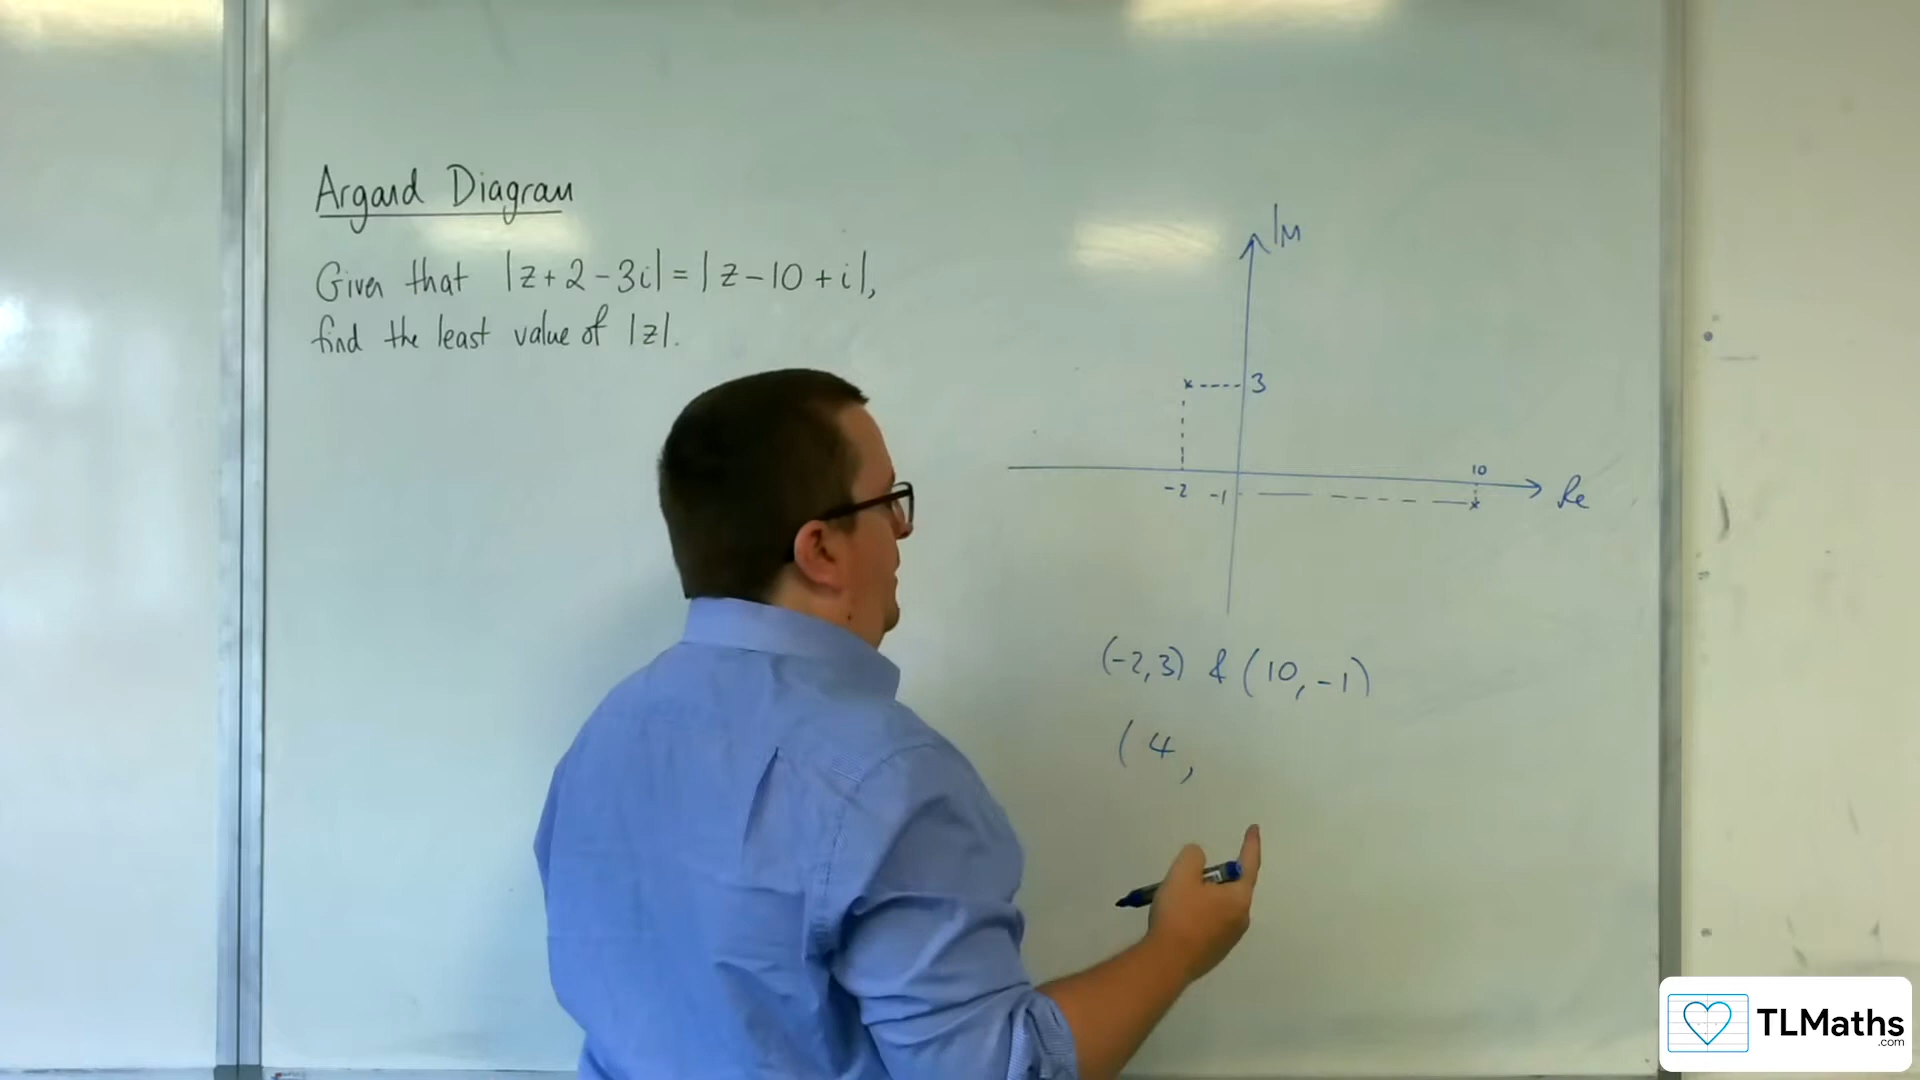 Argand Diagram
Given that |z+2-3i|=|z-10+i|,
find the least value of |z|.
Im
3
10
-2 -1
Re
(-2,3) & (10,-1)
(4,
TLMaths
.com